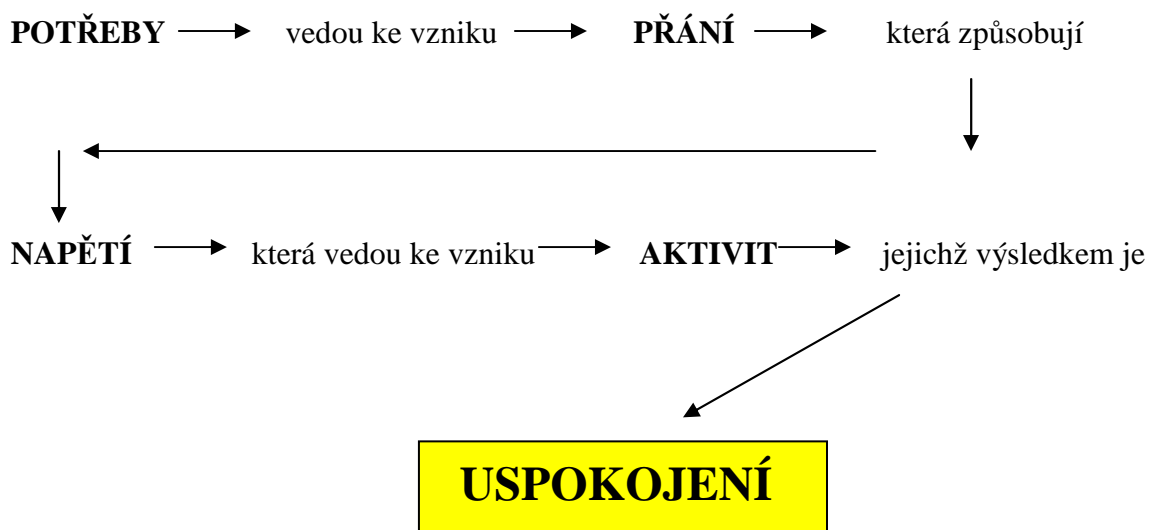 POTŘEBY vedou ke vzniku PŘÁNÍ která způsobují
NAPĚTÍ která vedou ke vzniku AKTIVIT jejichž výsledkem je
USPOKOJENÍ